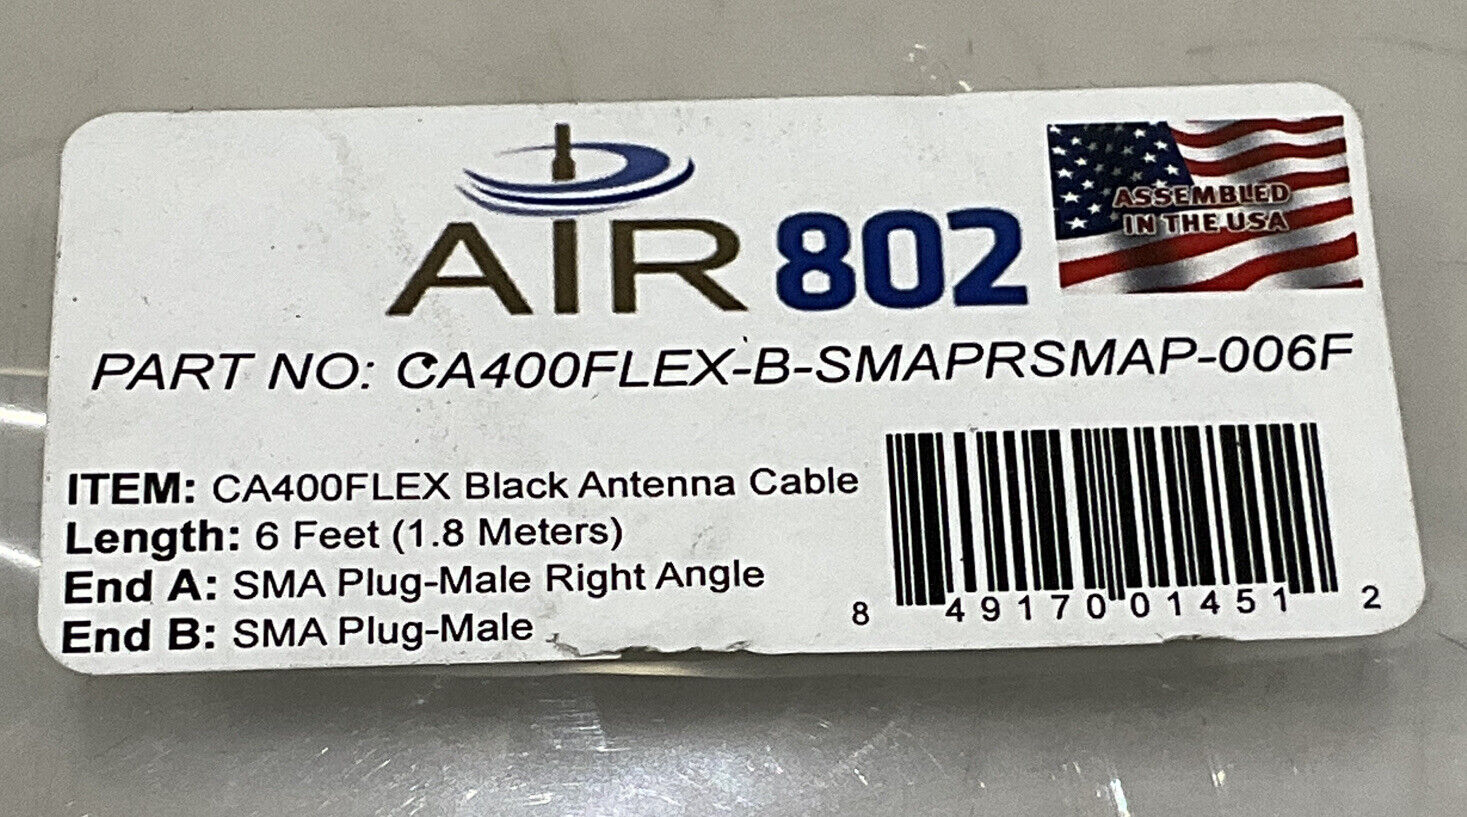 AIR 802
ASSEMBLED
IN THE USA
PART NO: CA400FLEX-B-SMAPRSMAP-006F
ITEM: CA400FLEX Black Antenna Cable
Length: 6 Feet (1.8 Meters)
End A: SMA Plug-Male Right Angle
End B: SMA Plug-Male
8 49170 01451 2